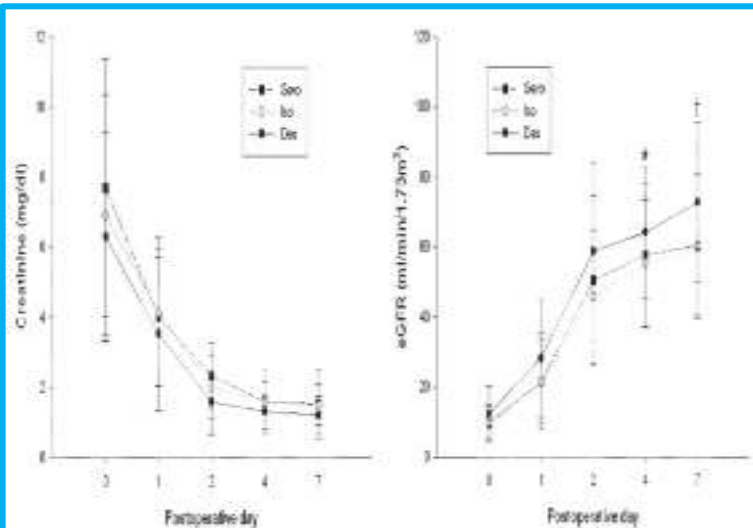 12
10
8
6
4
2
0
Creatinine (mg/dl)
Sevo
Iso
Des
0 1 2 4 7
Postoperative day
120
100
80
60
40
20
0
eGFR (ml/min/1.73m²)
Sevo
Iso
Des
*
†
0 1 2 4 7
Postoperative day